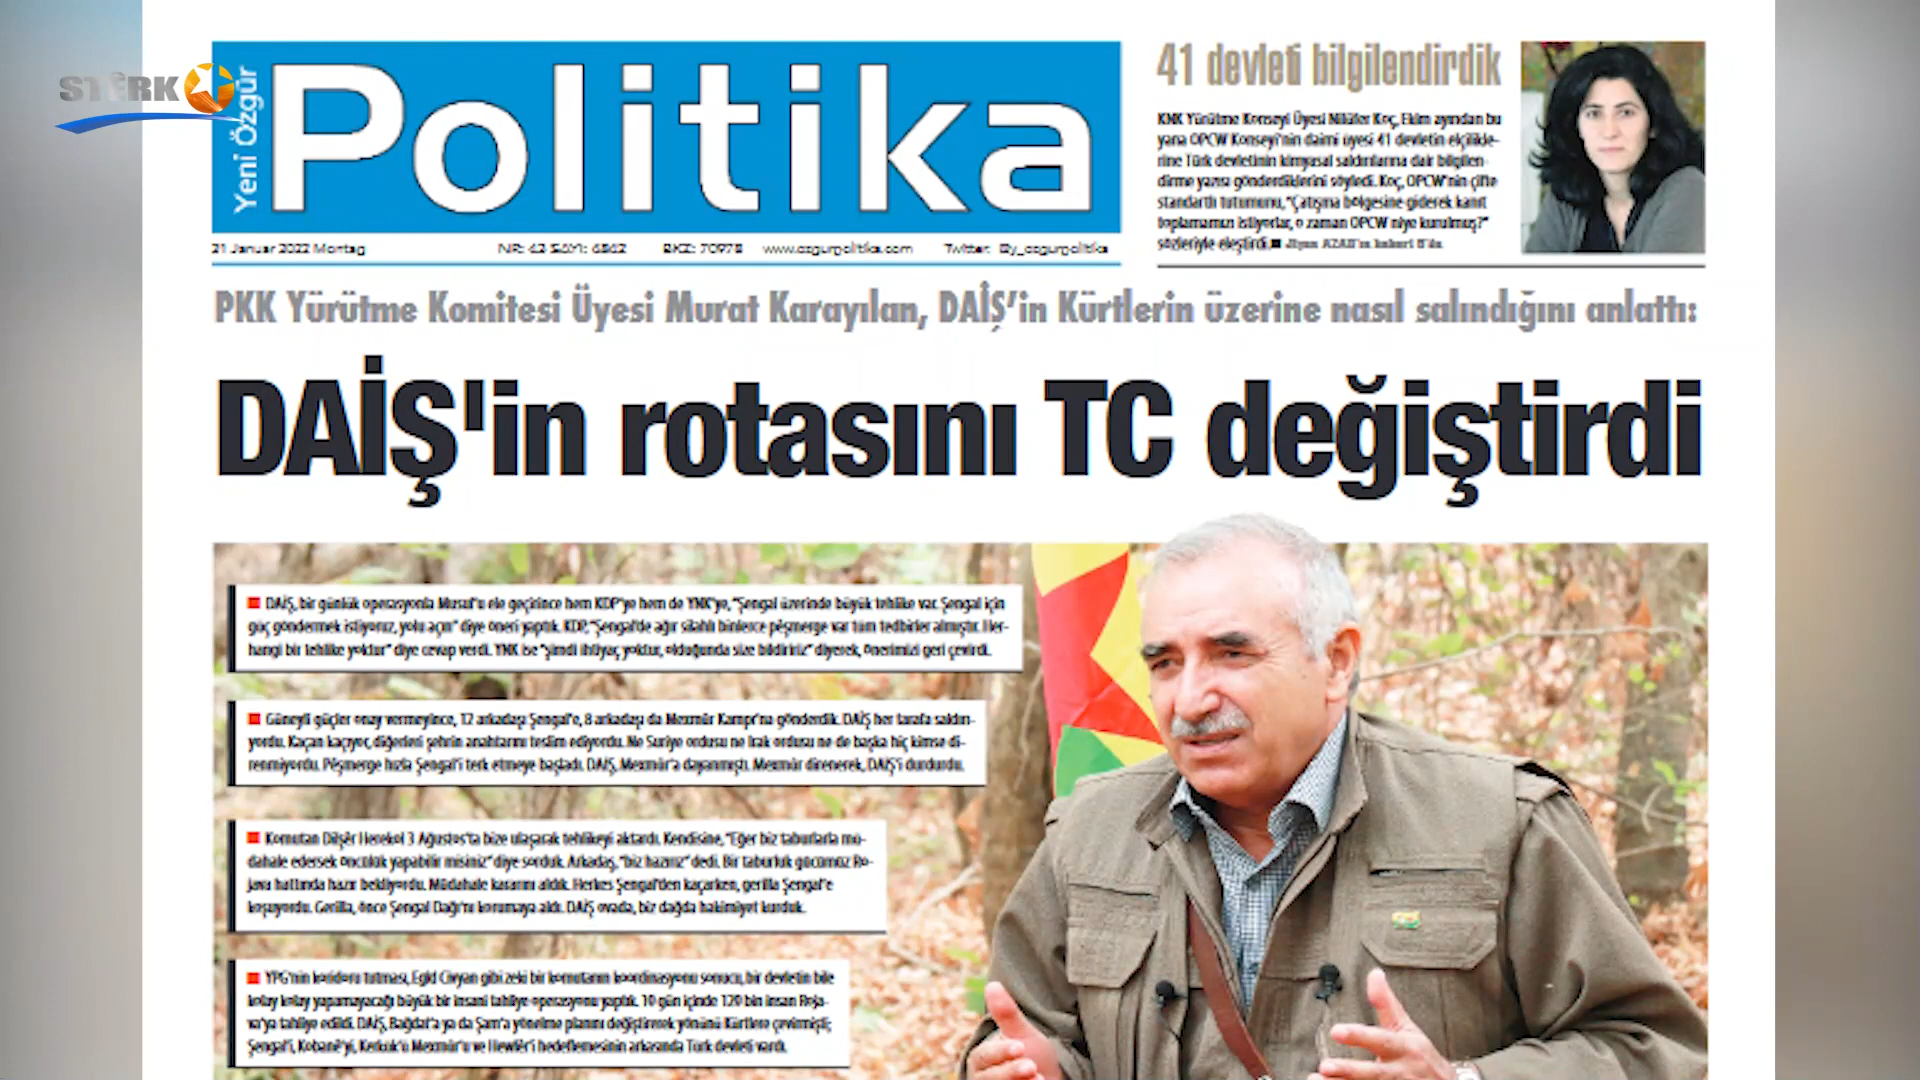 STÊRK
Yeni Özgür
Politika
21 Januar 2022 Montag
www.ozgurpolitika.com
Twitter: @y_ozgurpolitika
41 devleti bilgilendirdik
KNK Yürütme Konseyi Üyesi Nilüfer Koç, Ekim ayından bu
yana OPCW Konseyi'nin daimi üyesi 41 devletin elçilikle-
rine Türk devletinin kimyasal saldırılarına dair bilgilen-
dirme yazısı gönderdiklerini söyledi. Koç, OPCW'nin çifte
standartlı tutumunu, "Çatışma bölgesine giderek kanıt
toplamamızı istiyorlar, o zaman OPCW niye kurulmuş?"
sözleriyle eleştirdi.
PKK Yürütme Komitesi Üyesi Murat Karayılan, DAİŞ'in Kürtlerin üzerine nasıl salındığını anlattı:
DAİŞ'in rotasını TC değiştirdi
DAİŞ, bir günlük operasyonla Musul'u ele geçirince hem KDP'ye hem de YNK'ye, "Şengal üzerinde büyük tehlike var. Şengal için
güç göndermek istiyoruz, yolu açın" diye öneri yaptık. KDP, "Şengal'de ağır silahlı binlerce pêşmerge var tüm tedbirler almıştır. Her-
hangi bir tehlike yoktur" diye cevap verdi. YNK ise "şimdi ihtiyaç yoktur, olduğunda size bildiririz" diyerek, önerimizi geri çevirdi.
Güneyli güçler onay vermeyince, 12 arkadaşı Şengal'e, 8 arkadaşı da Mexmûr Kampı'na gönderdik. DAİŞ her tarafa saldırı-
yordu. Kaçan kaçıyor, diğerleri şehrin anahtarını teslim ediyordu. Ne Suriye ordusu ne Irak ordusu ne de başka hiç kimse di-
renmiyordu. Pêşmerge hızla Şengal'i terk etmeye başladı. DAİŞ, Mexmûr'a dayanmıştı. Mexmûr direnerek, DAİŞ'i durdurdu.
Komutan Dilşêr Herekol 3 Ağustos'ta bize ulaşarak tehlikeyi aktardı. Kendisine, "Eğer biz taburlarla mü-
dahale edersek öncülük yapabilir misiniz" diye sorduk. Arkadaş, "biz hazırız" dedi. Bir taburluk gücümüz Ro-
java hattında hazır bekliyordu. Müdahale kararını aldık. Herkes Şengal'den kaçarken, gerilla Şengal'e
koşuyordu. Gerilla, önce Şengal Dağı'nı korumaya aldı. DAİŞ ovada, biz dağda hakimiyet kurduk.
YPG'nin koridoru tutması, Egîd Civyan gibi zeki bir komutanın koordinasyonu sonucu, bir devletin bile
kolay kolay yapamayacağı büyük bir insani tahliye operasyonu yaptık. 10 gün içinde 120 bin insan Roja-
va'ya tahliye edildi. DAİŞ, Bağdat'a ya da Şam'a yönelme planını değiştirerek yönünü Kürtlere çevirmişti;
Şengal'i, Kobanê'yi, Kerkük'ü Mexmûr'u ve Hewlêr'i hedeflemesinin arkasında Türk devleti vardı.